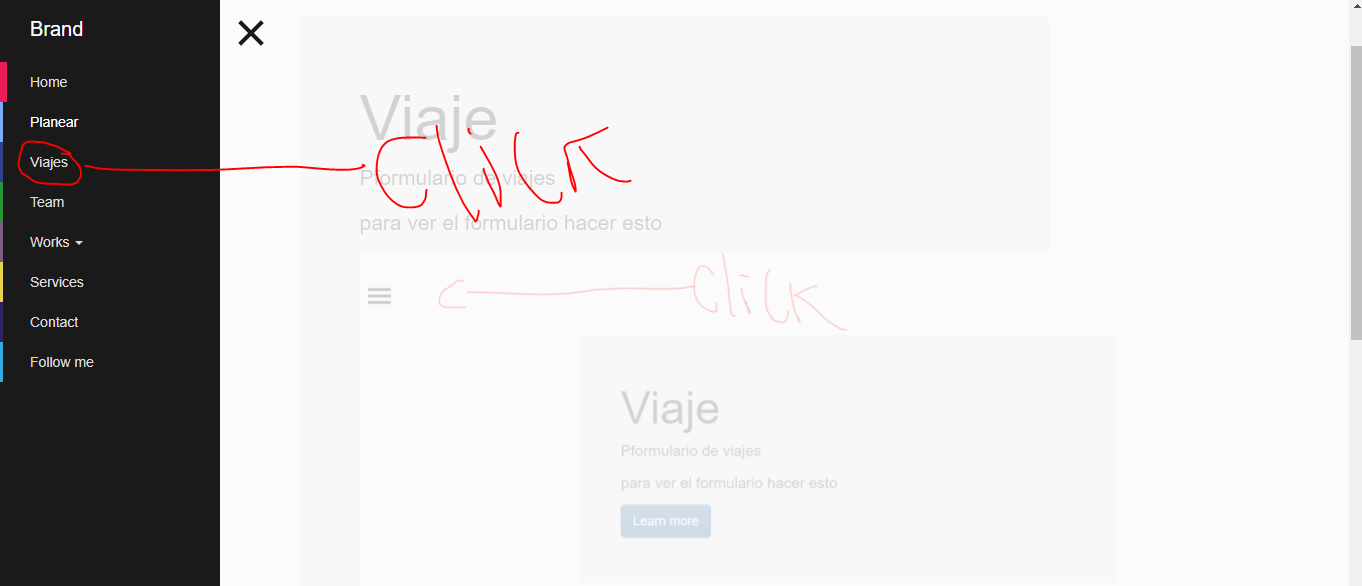 Brand
Home
Planear
Viajes
Team
Works
Services
Contact
Follow me
Viaje
Click
Pformulario de viajes
para ver el formulario hacer esto
Click
Viaje
Pformulario de viajes
para ver el formulario hacer esto
Learn more